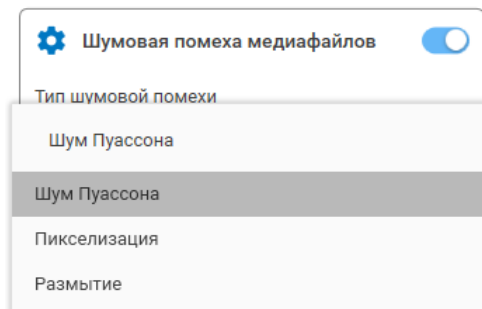 Шумовая помеха медиафайлов
Тип шумовой помехи
Шум Пуассона
Шум Пуассона
Пикселизация
Размытие